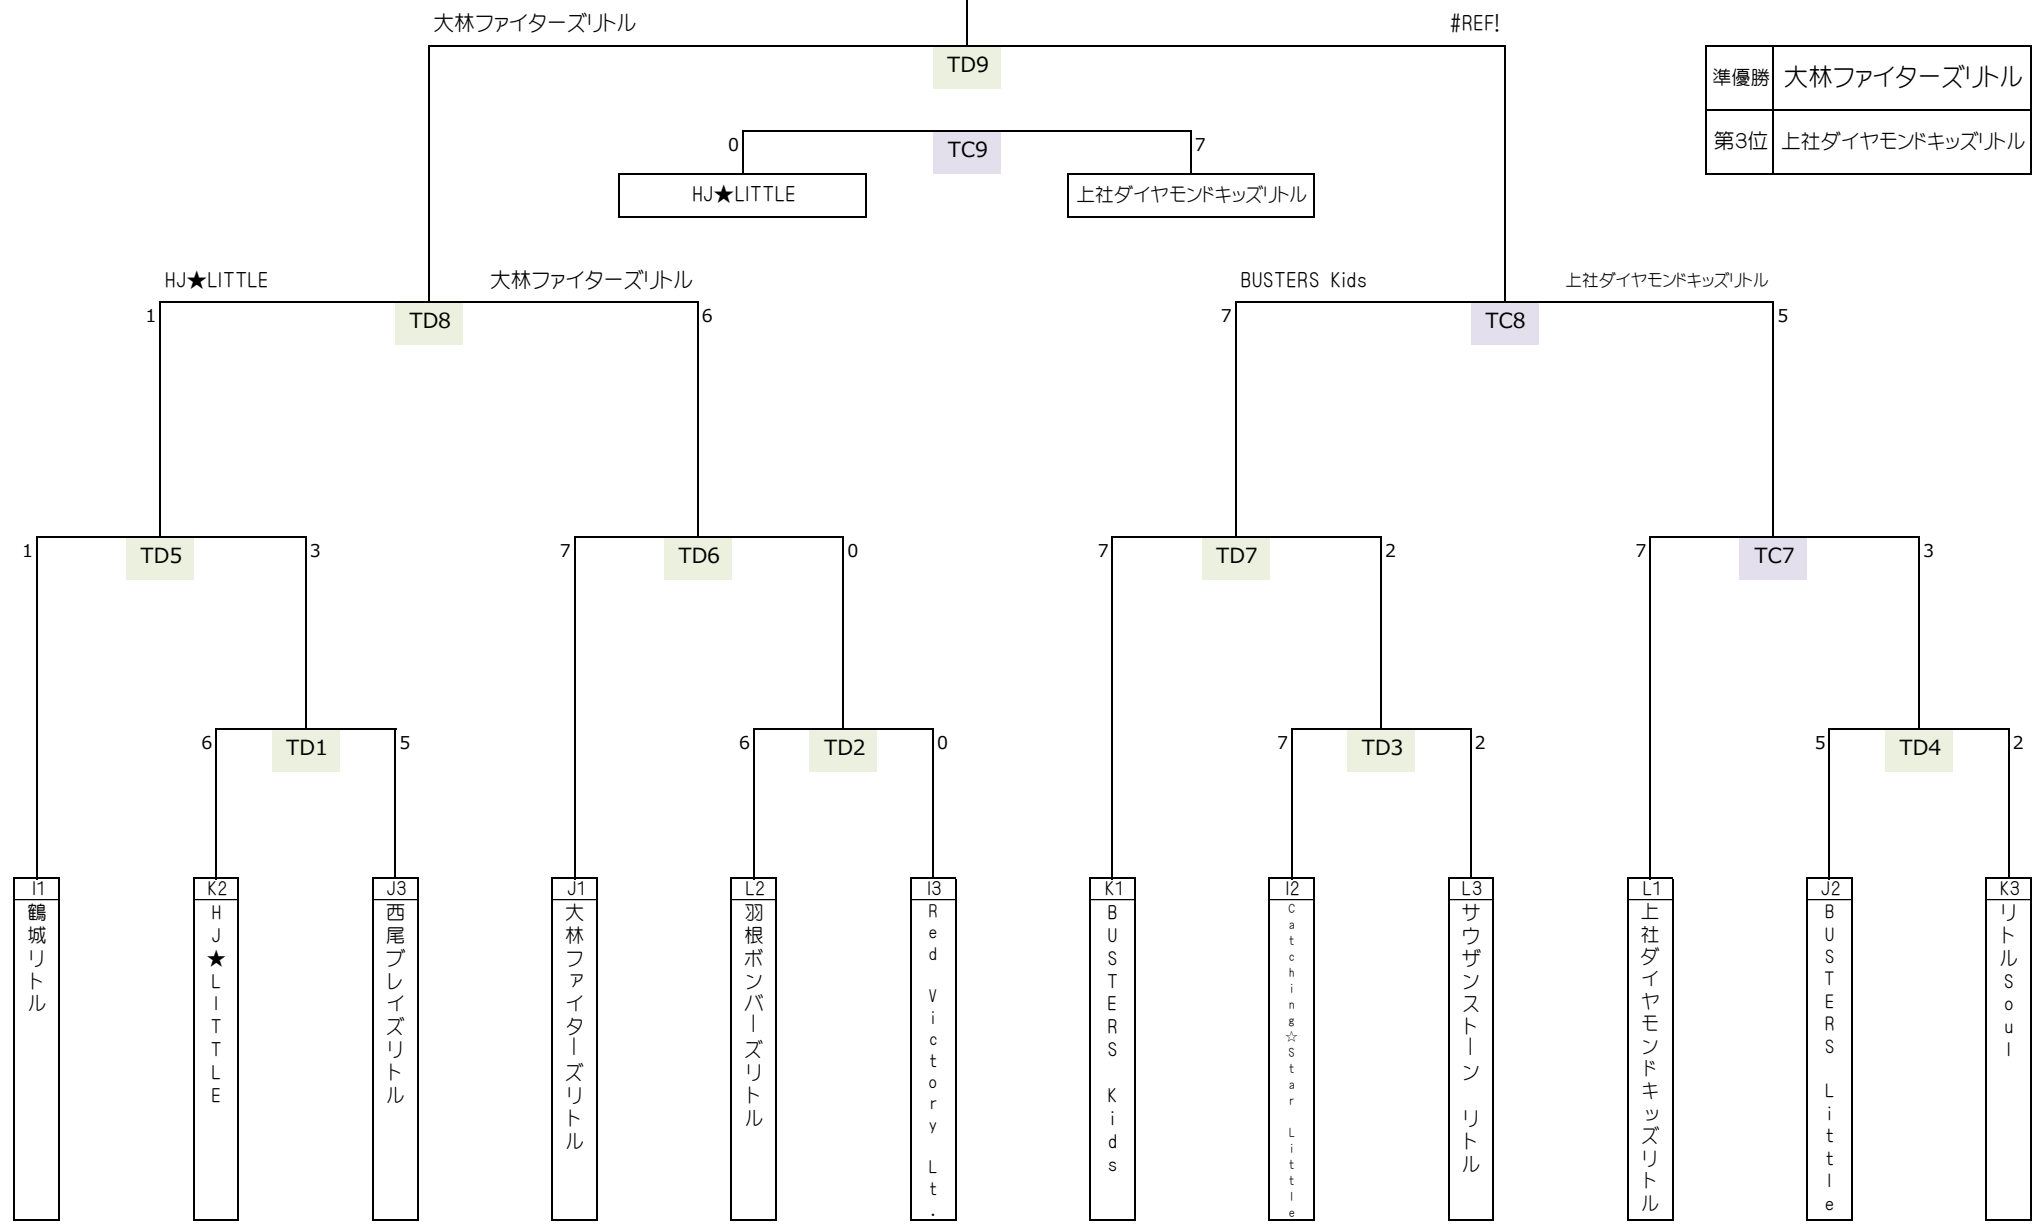 大林ファイターズリトル
#REF!
TD9
準優勝 大林ファイターズリトル
第3位 上社ダイヤモンドキッズリトル
0
TC9
7
HJ★LITTLE
上社ダイヤモンドキッズリトル
HJ★LITTLE
大林ファイターズリトル
BUSTERS Kids
上社ダイヤモンドキッズリトル
1
TD8
6
7
TC8
5
1
TD5
3
7
TD6
0
7
TD7
2
7
TC7
3
6
TD1
5
6
TD2
0
7
TD3
2
5
TD4
2
I1
鶴城リトル
K2
HJ★LITTLE
J3
西尾ブレイズリトル
J1
大林ファイターズリトル
L2
羽根ボンバーズリトル
I3
Red Victory Lt.
K1
BUSTERS Kids
I2
Catching☆Star Little
L3
サウザンストーン リトル
L1
上社ダイヤモンドキッズリトル
J2
BUSTERS Little
K3
リトルSoul